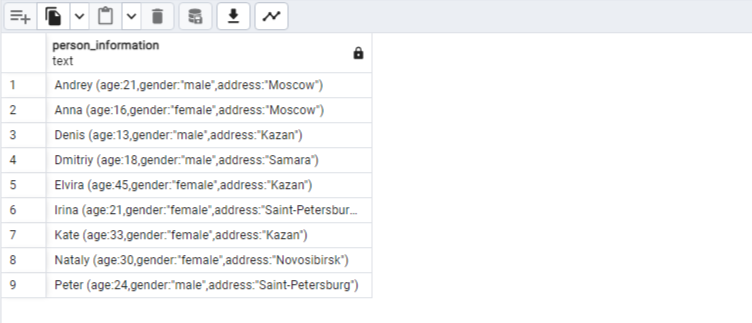 person_information
text
1 Andrey (age:21,gender:"male",address:"Moscow")
2 Anna (age:16,gender:"female",address:"Moscow")
3 Denis (age:13,gender:"male",address:"Kazan")
4 Dmitriy (age:18,gender:"male",address:"Samara")
5 Elvira (age:45,gender:"female",address:"Kazan")
6 Irina (age:21,gender:"female",address:"Saint-Petersbur...
7 Kate (age:33,gender:"female",address:"Kazan")
8 Nataly (age:30,gender:"female",address:"Novosibirsk")
9 Peter (age:24,gender:"male",address:"Saint-Petersburg")